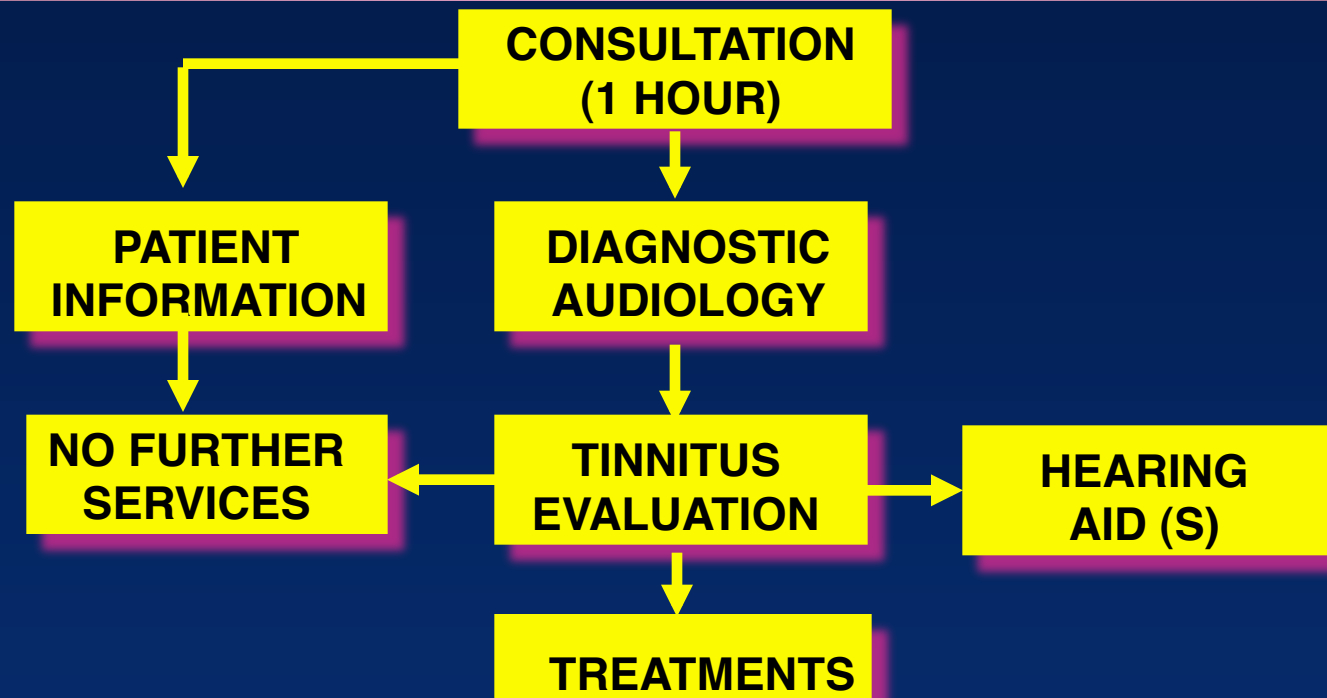 CONSULTATION
(1 HOUR)
PATIENT
INFORMATION
DIAGNOSTIC
AUDIOLOGY
NO FURTHER
SERVICES
TINNITUS
EVALUATION
HEARING
AID (S)
TREATMENTS